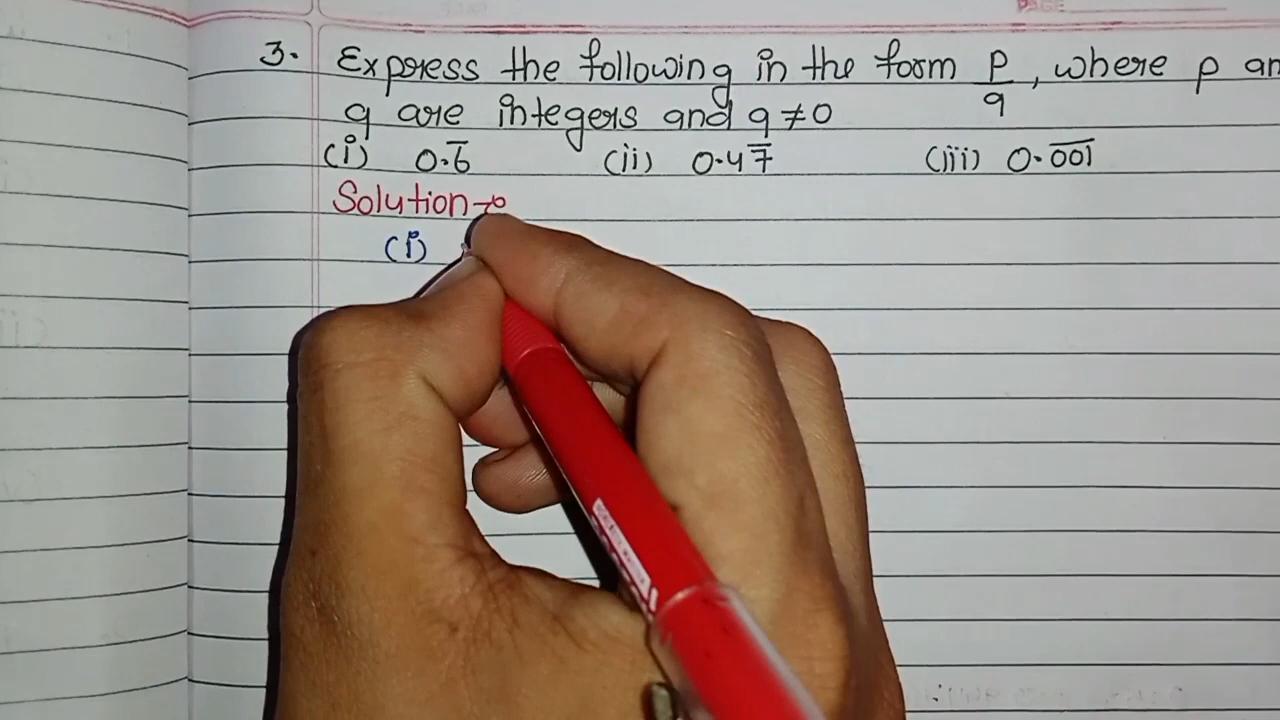 PAGE
3. Express the following in the form p/q, where p an
q are integers and q ≠ 0
(i) 0.6̅ (ii) 0.47̅ (iii) 0.0̅0̅1̅
Solution→
(i)